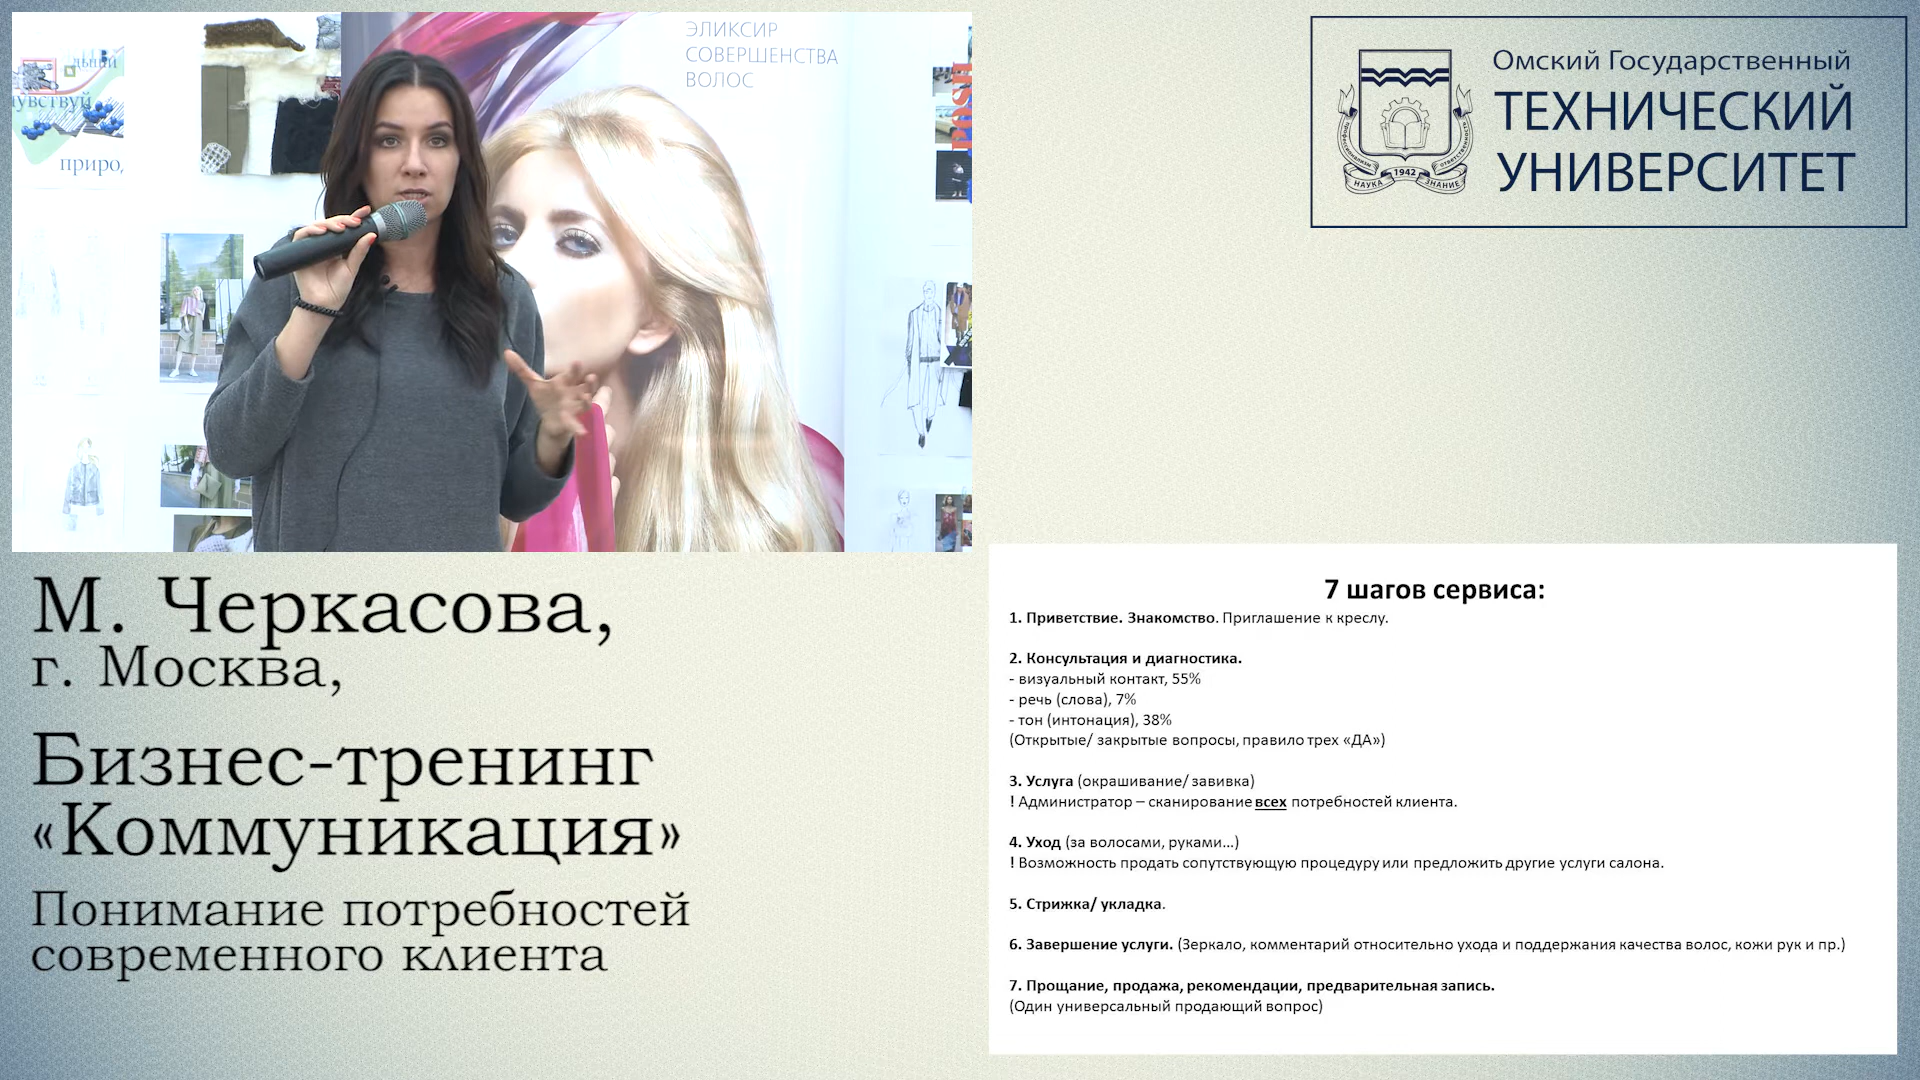 ЭЛИКСИР
СОВЕРШЕНСТВА
ВОЛОС
приро,
POSH
Омский Государственный
ТЕХНИЧЕСКИЙ
УНИВЕРСИТЕТ
НАУКА 1942 ЗНАНИЕ
М. Черкасова,
г. Москва,
Бизнес-тренинг
«Коммуникация»
Понимание потребностей
современного клиента
7 шагов сервиса:
1. Приветствие. Знакомство. Приглашение к креслу.
2. Консультация и диагностика.
- визуальный контакт, 55%
- речь (слова), 7%
- тон (интонация), 38%
(Открытые/ закрытые вопросы, правило трех «ДА»)
3. Услуга (окрашивание/ завивка)
! Администратор – сканирование всех потребностей клиента.
4. Уход (за волосами, руками...)
! Возможность продать сопутствующую процедуру или предложить другие услуги салона.
5. Стрижка/ укладка.
6. Завершение услуги. (Зеркало, комментарий относительно ухода и поддержания качества волос, кожи рук и пр.)
7. Прощание, продажа, рекомендации, предварительная запись.
(Один универсальный продающий вопрос)